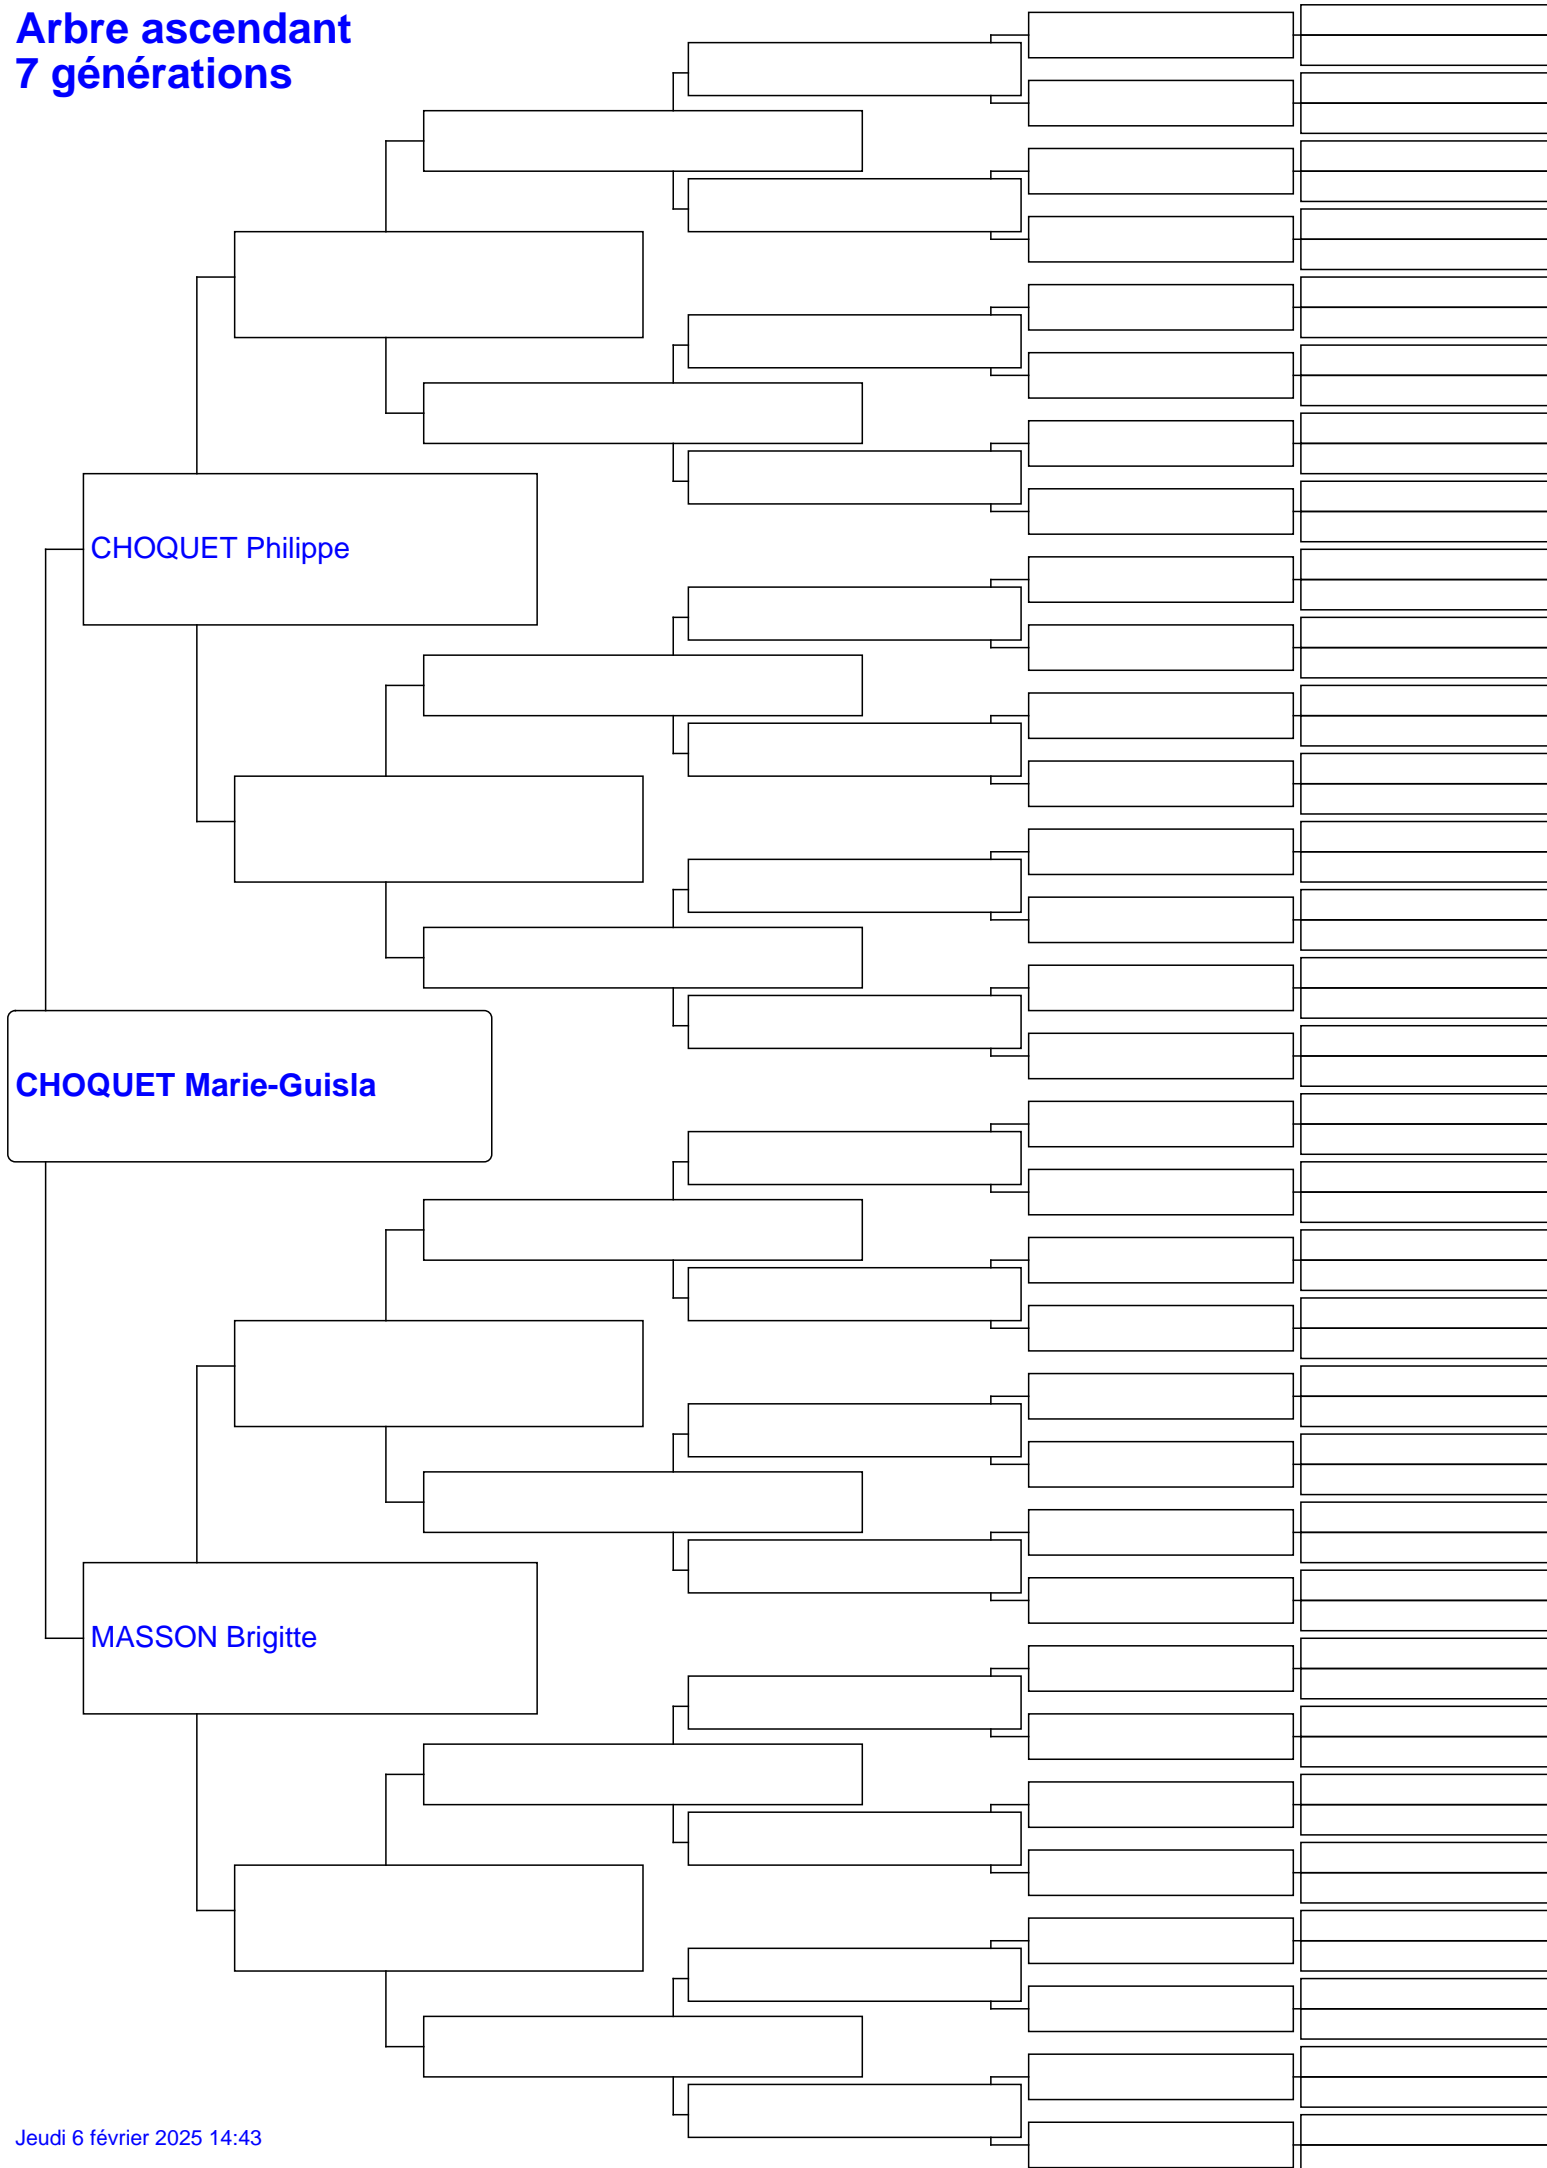 Arbre ascendant
7 générations
CHOQUET Philippe
CHOQUET Marie-Guisla
MASSON Brigitte
Jeudi 6 février 2025 14:43